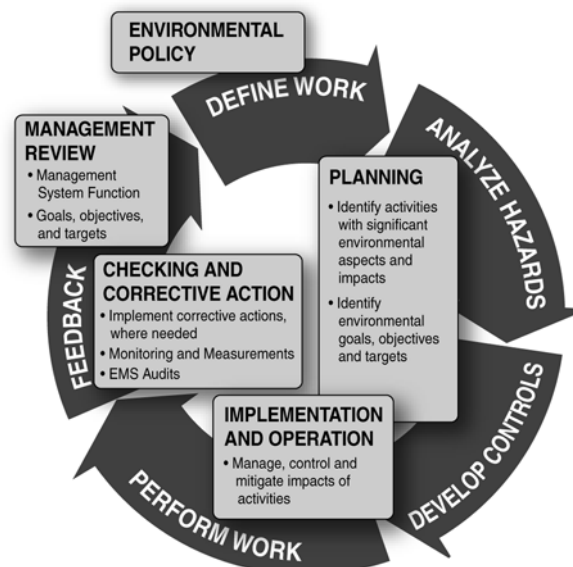 ENVIRONMENTAL
POLICY
DEFINE WORK
ANALYZE HAZARDS
MANAGEMENT
REVIEW
• Management
System Function
• Goals, objectives,
and targets
PLANNING
• Identify activities
with significant
environmental
aspects and
impacts
• Identify
environmental
goals, objectives
and targets
CHECKING AND
CORRECTIVE ACTION
• Implement corrective actions,
where needed
• Monitoring and Measurements
• EMS Audits
FEEDBACK
DEVELOP CONTROLS
IMPLEMENTATION
AND OPERATION
• Manage, control and
mitigate impacts of
activities
PERFORM WORK